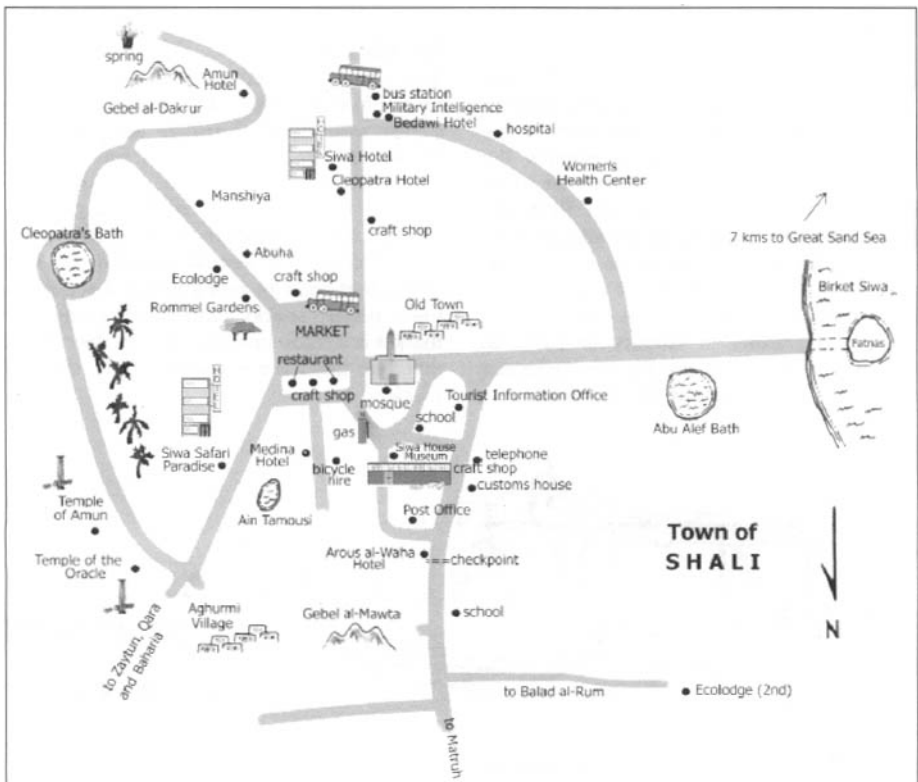 spring
Amun
Hotel
Gebel al-Dakrur
bus station
Military Intelligence
Bedawi Hotel
hospital
HOTEL
Siwa Hotel
Cleopatra Hotel
Women's
Health Center
Manshiya
craft shop
7 kms to Great Sand Sea
Cleopatra's Bath
Abuha
Ecolodge
craft shop
Rommel Gardens
Old Town
Birket Siwa
Fatnas
MARKET
restaurant
craft shop
mosque
Tourist Information Office
school
Abu Alef Bath
gas
HOTEL
Siwa Safari
Paradise
Medina
Hotel
bicycle
hire
Siwa House
Museum
telephone
craft shop
customs house
Ain Tamousi
Post Office
Temple
of Amun
Town of
SHALI
Arous al-Waha
Hotel
checkpoint
Temple of the
Oracle
Aghurmi
Village
Gebel al-Mawta
school
N
to Zaytun, Qara
and Baharia
to Balad al-Rum
Ecolodge (2nd)
to Matruh